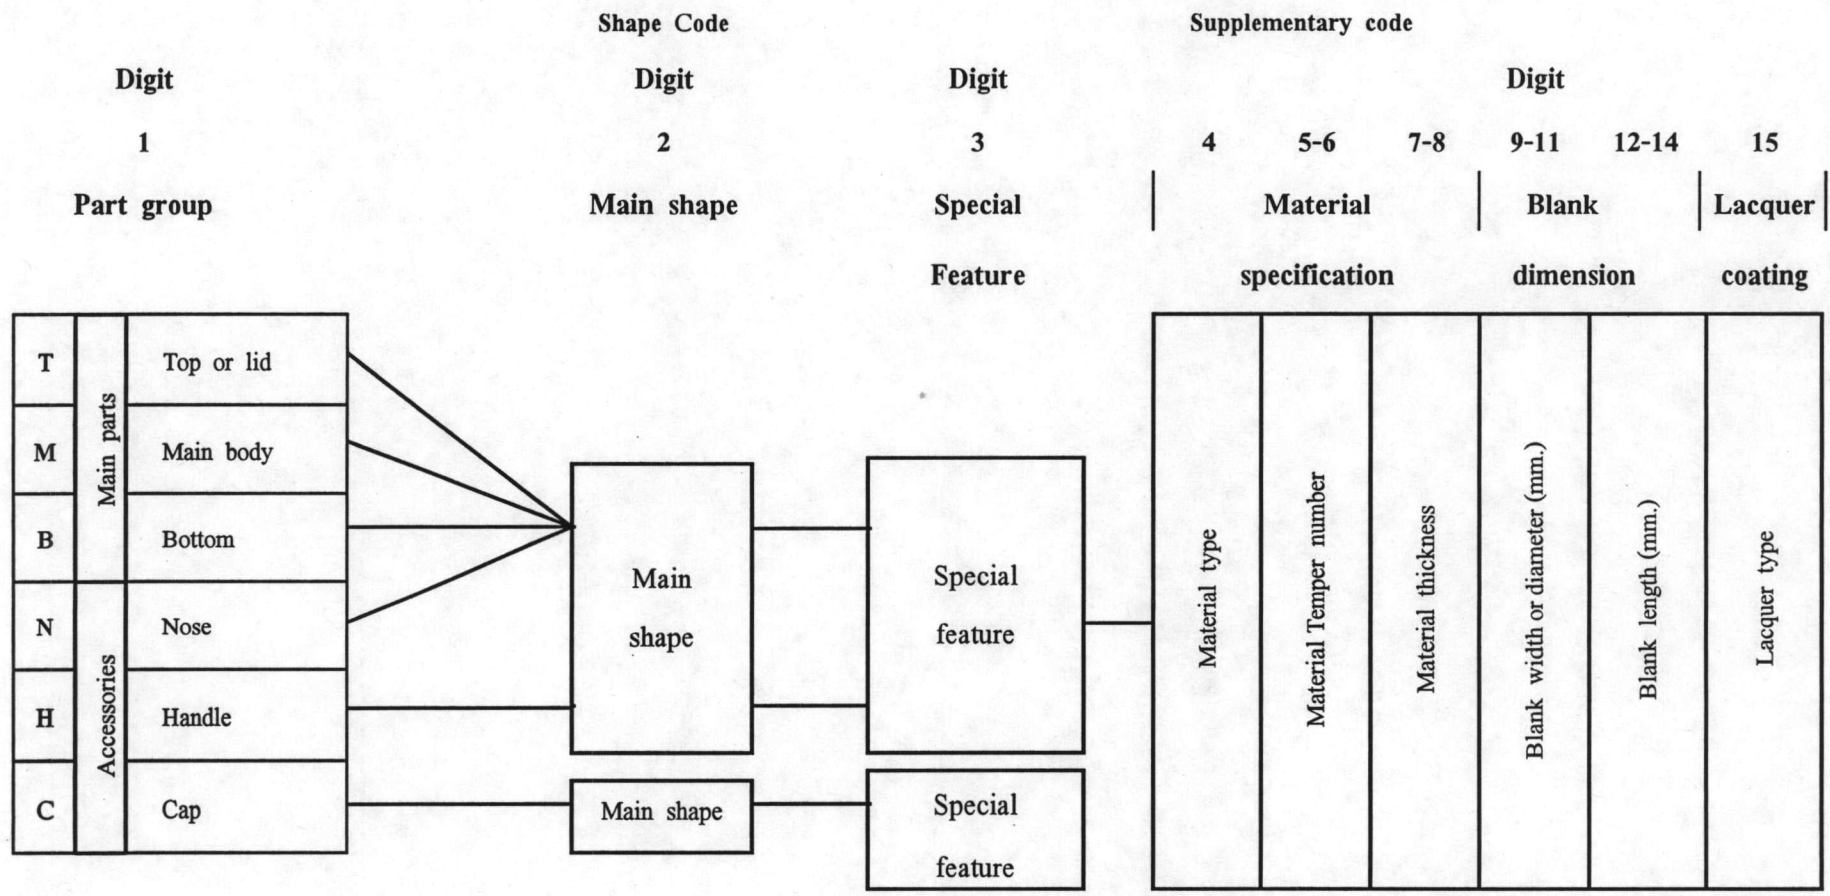 Shape Code Supplementary code
Digit Digit Digit Digit
1 2 3 4 5-6 7-8 9-11 12-14 15
Part group Main shape Special Material Blank Lacquer
Feature specification dimension coating
T Top or lid
M Main body
B Bottom
N Nose
H Handle
C Cap
Main parts
Accessories
Main
shape
Main shape
Special
feature
Special
feature
Material type
Material Temper number
Material thickness
Blank width or diameter (mm.)
Blank length (mm.)
Lacquer type